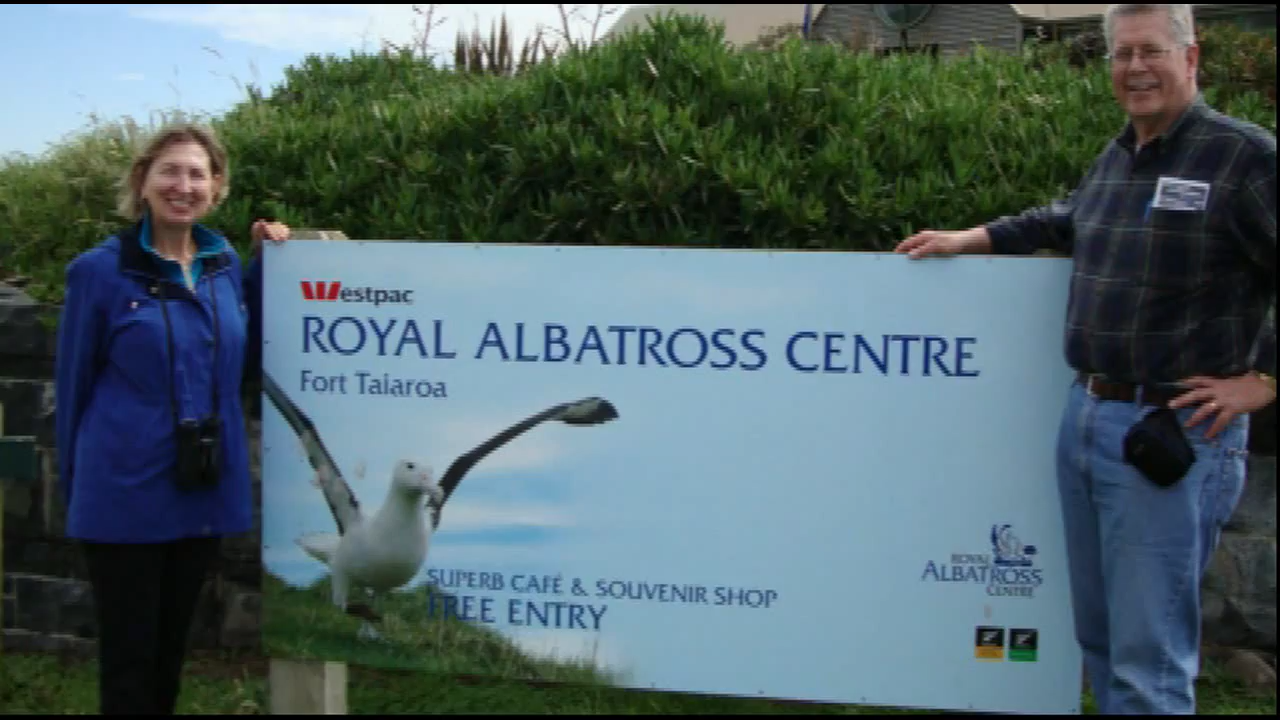 Westpac
ROYAL ALBATROSS CENTRE
Fort Taiaroa
SUPERB CAFÉ & SOUVENIR SHOP
FREE ENTRY
ROYAL
ALBATROSS
CENTRE